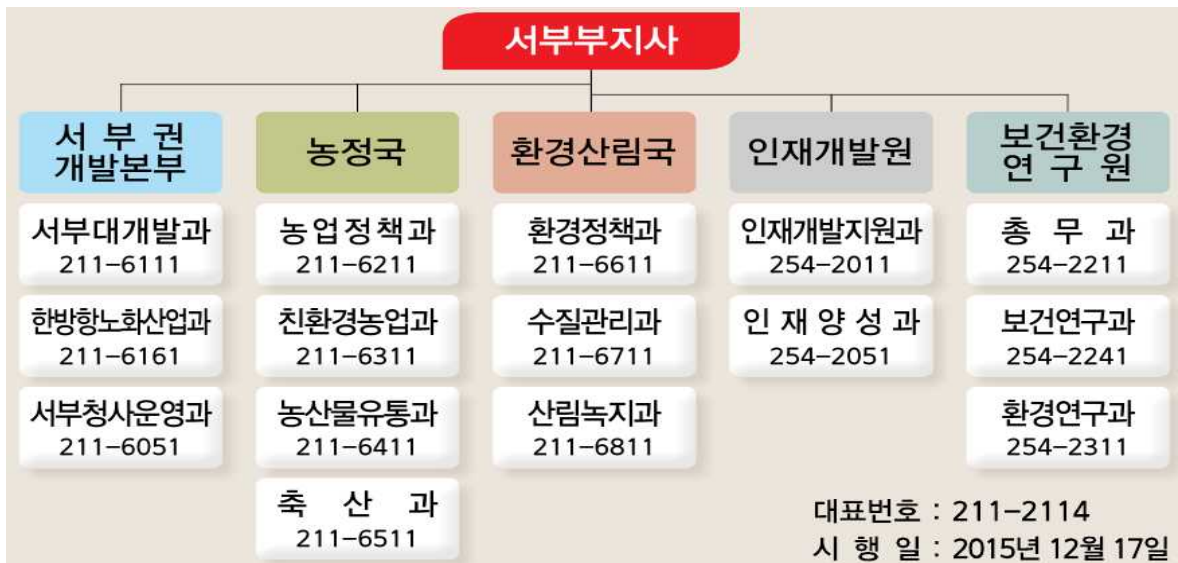 서부부지사
서 부 권
개발본부
농정국
환경산림국
인재개발원
보건환경
연 구 원
서부대개발과
211-6111
농업정책과
211-6211
환경정책과
211-6611
인재개발지원과
254-2011
총 무 과
254-2211
한방항노화산업과
211-6161
친환경농업과
211-6311
수질관리과
211-6711
인 재 양 성 과
254-2051
보건연구과
254-2241
서부청사운영과
211-6051
농산물유통과
211-6411
산림녹지과
211-6811
환경연구과
254-2311
축 산 과
211-6511
대표번호 : 211-2114
시 행 일 : 2015년 12월 17일